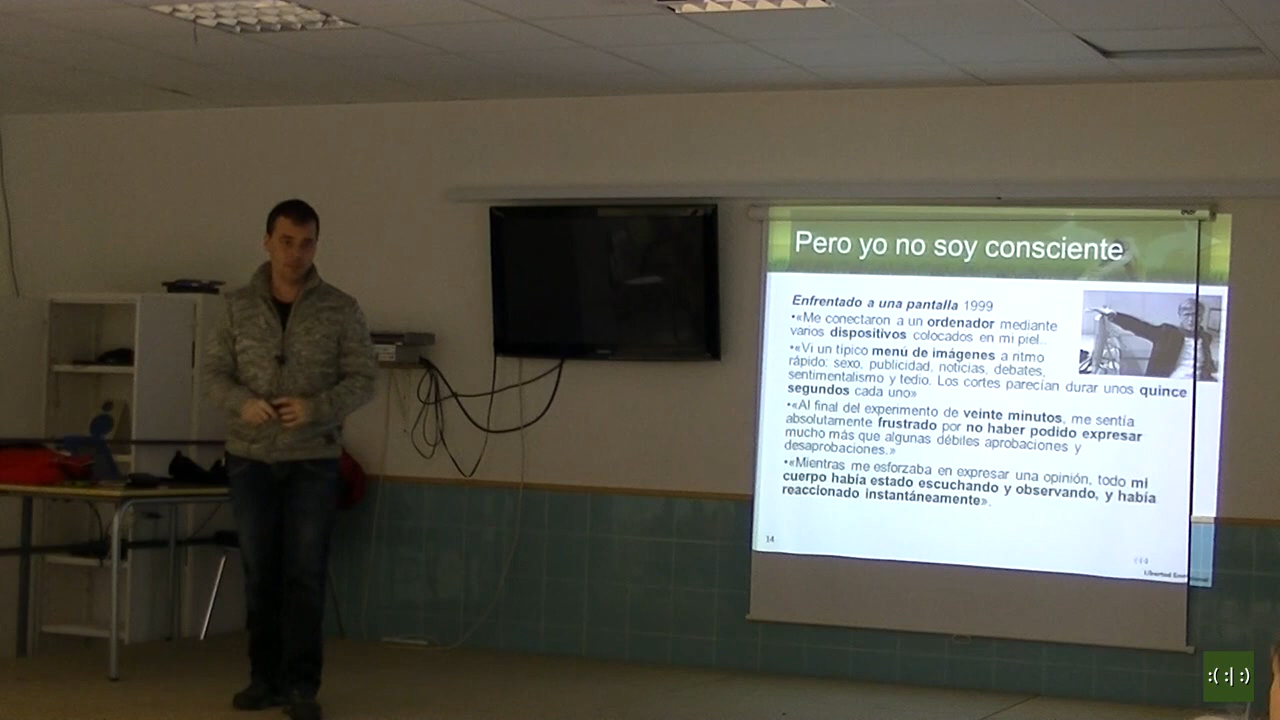 Pero yo no soy consciente
Enfrentado a una pantalla 1999
•«Me conectaron a un ordenador mediante
varios dispositivos colocados en mi piel..
•«Vi un típico menú de imágenes a ritmo
rápido: sexo, publicidad, noticias, debates,
sentimentalismo y tedio. Los cortes parecían durar unos quince
segundos cada uno»
•«Al final del experimento de veinte minutos, me sentía
absolutamente frustrado por no haber podido expresar
mucho más que algunas débiles aprobaciones y
desaprobaciones.»
•«Mientras me esforzaba en expresar una opinión, todo mi
cuerpo había estado escuchando y observando, y había
reaccionado instantáneamente».
14
Libertad
:( :| :)